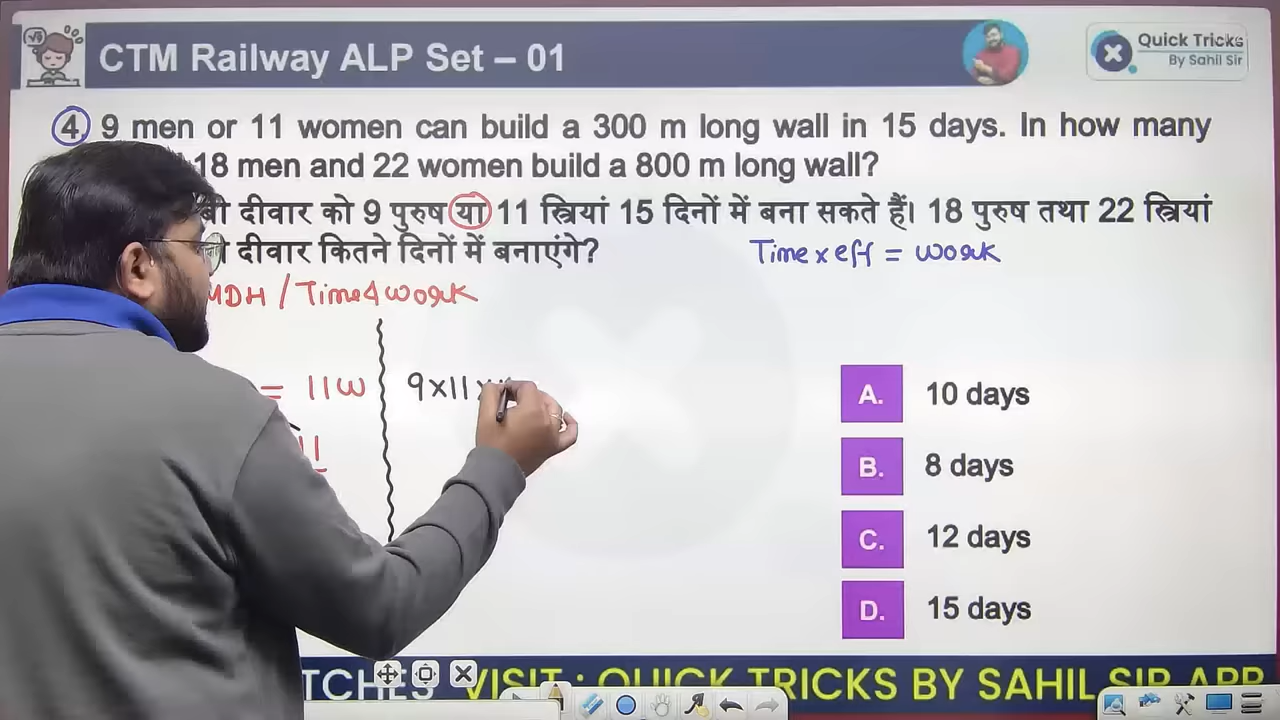 CTM Railway ALP Set – 01
Quick Tricks
By Sahil Sir
4. 9 men or 11 women can build a 300 m long wall in 15 days. In how many
18 men and 22 women build a 800 m long wall?
दीवार को 9 पुरुष या 11 स्त्रियां 15 दिनों में बना सकते हैं। 18 पुरुष तथा 22 स्त्रियां
दीवार कितने दिनों में बनाएंगे?
Time x eff = work
MDH / Time & work
= 11w
9x11x
11
A. 10 days
B. 8 days
C. 12 days
D. 15 days
VISIT : QUICK TRICKS BY SAHIL SIR APP